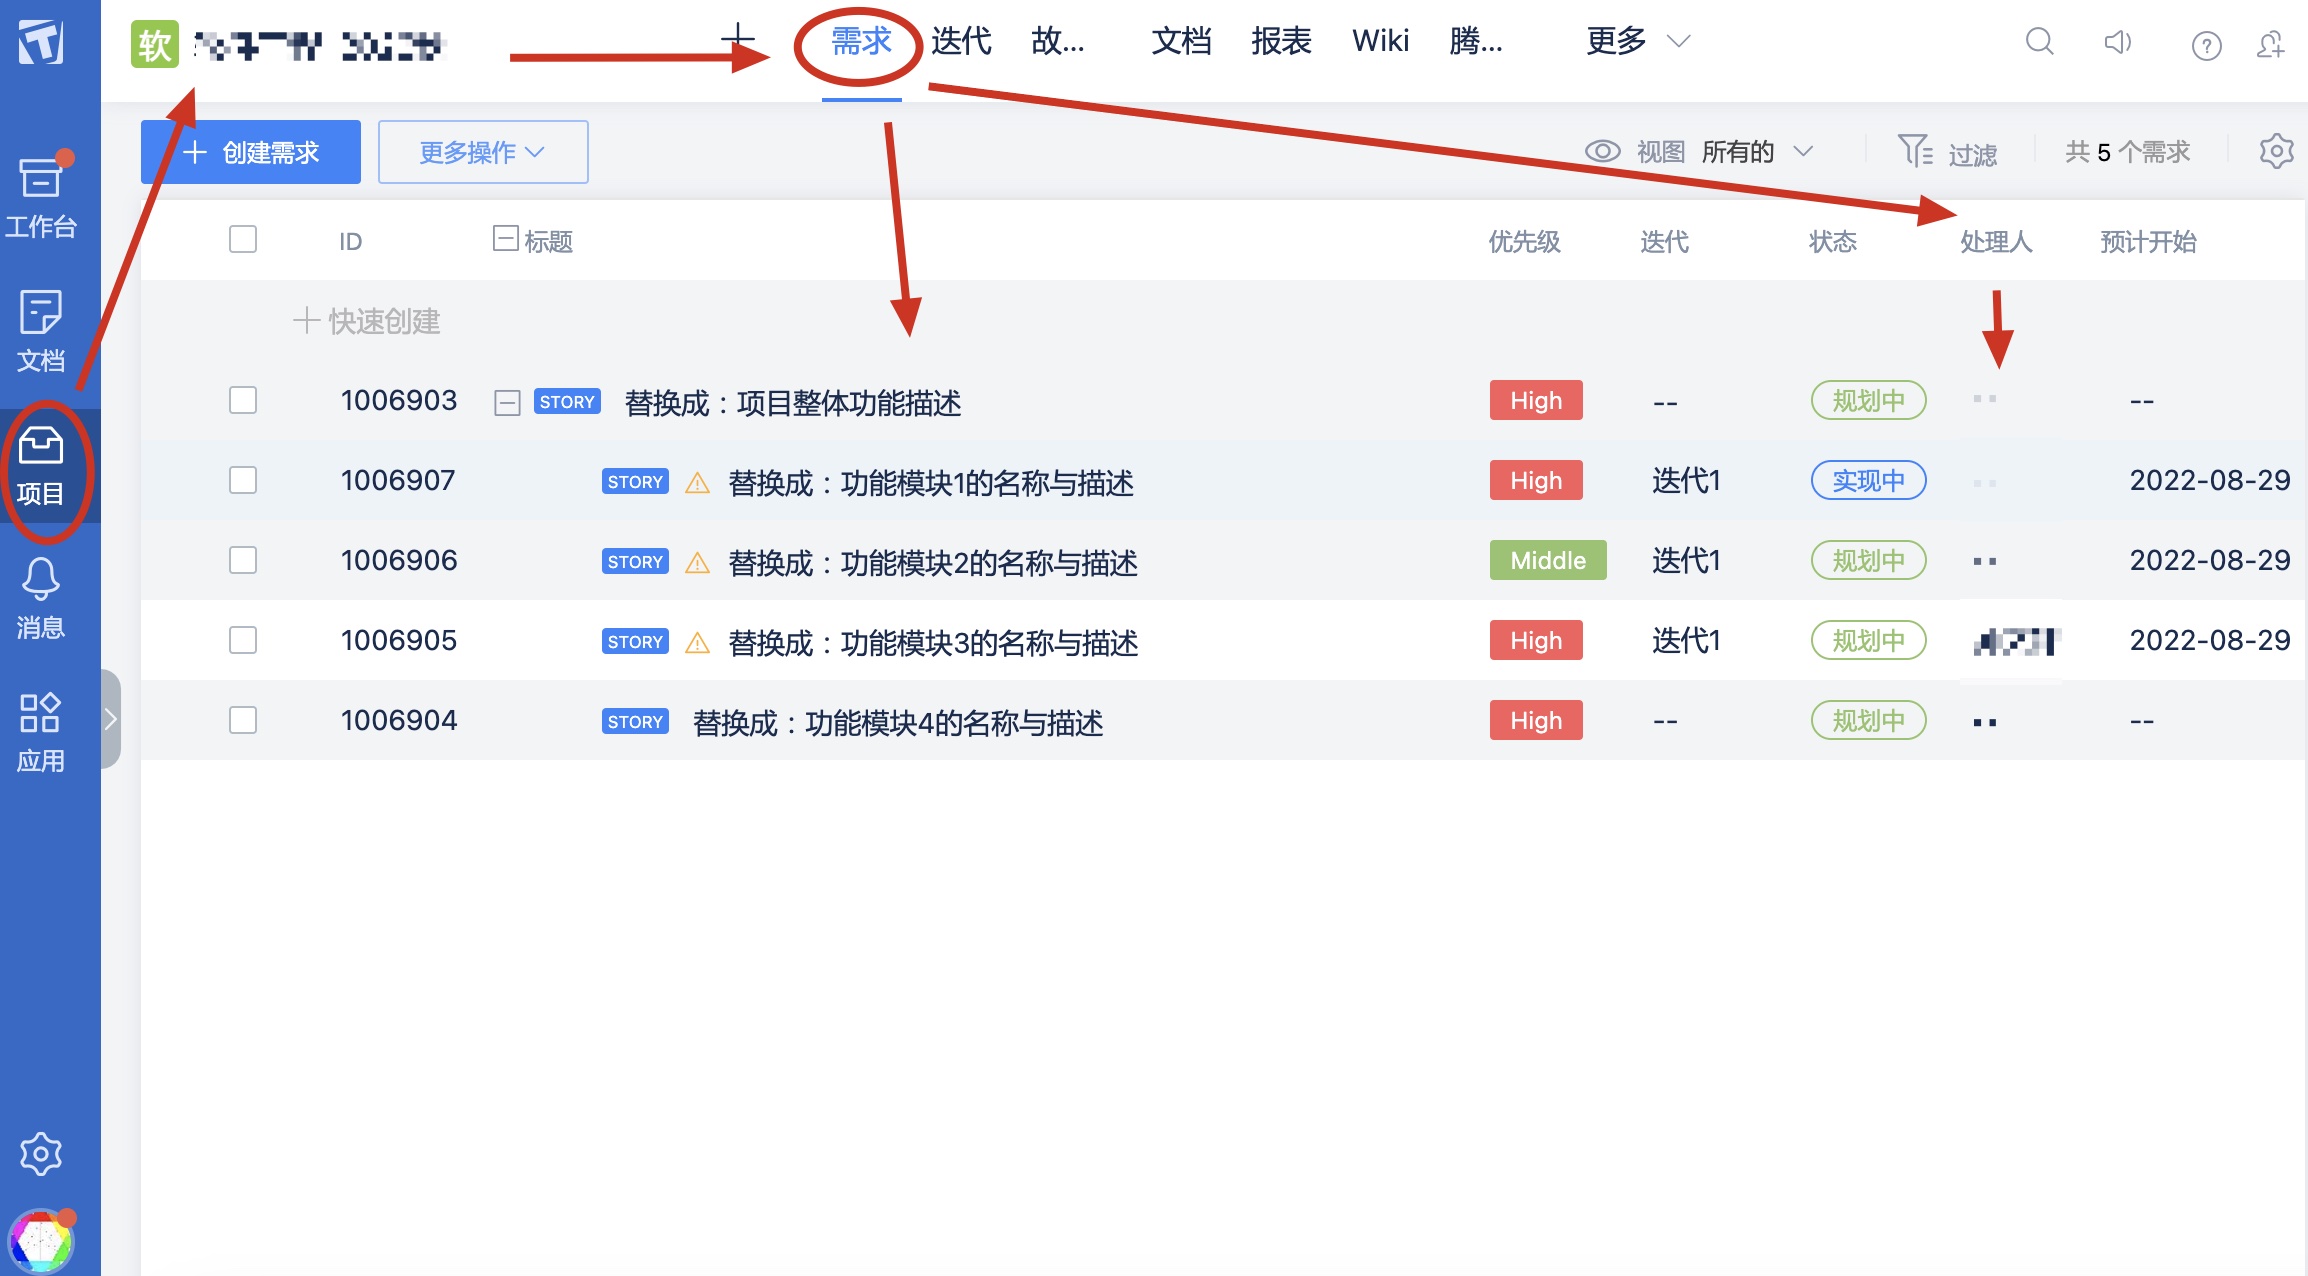 软 需求 迭代 故... 文档 报表 Wiki 腾... 更多
创建需求 更多操作 视图 所有的 过滤 共 5 个需求
工作台
文档
项目
消息
应用
ID 标题 优先级 迭代 状态 处理人 预计开始
快速创建
1006903 STORY 替换成：项目整体功能描述 High -- 规划中 --
1006907 STORY 替换成：功能模块1的名称与描述 High 迭代1 实现中 2022-08-29
1006906 STORY 替换成：功能模块2的名称与描述 Middle 迭代1 规划中 2022-08-29
1006905 STORY 替换成：功能模块3的名称与描述 High 迭代1 规划中 2022-08-29
1006904 STORY 替换成：功能模块4的名称与描述 High -- 规划中 --